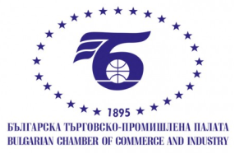 1895
БЪЛГАРСКА ТЪРГОВСКО-ПРОМИШЛЕНА ПАЛАТА
BULGARIAN CHAMBER OF COMMERCE AND INDUSTRY